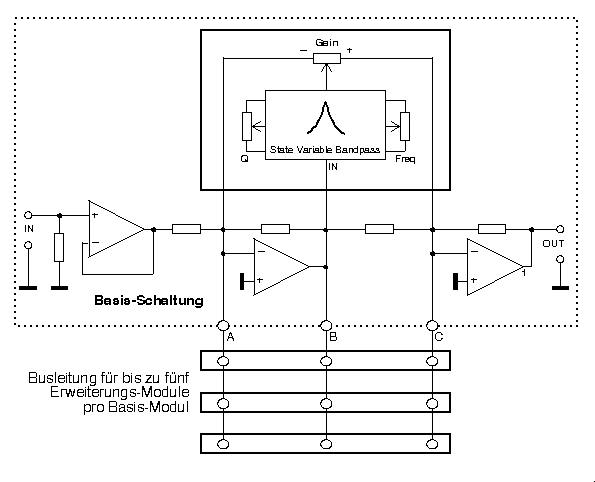 Gain
− +
Q
State Variable Bandpass
Freq
IN
IN
+
−
−
+
−
+
OUT
1
Basis-Schaltung
A
B
C
Busleitung für bis zu fünf
Erweiterungs-Module
pro Basis-Modul